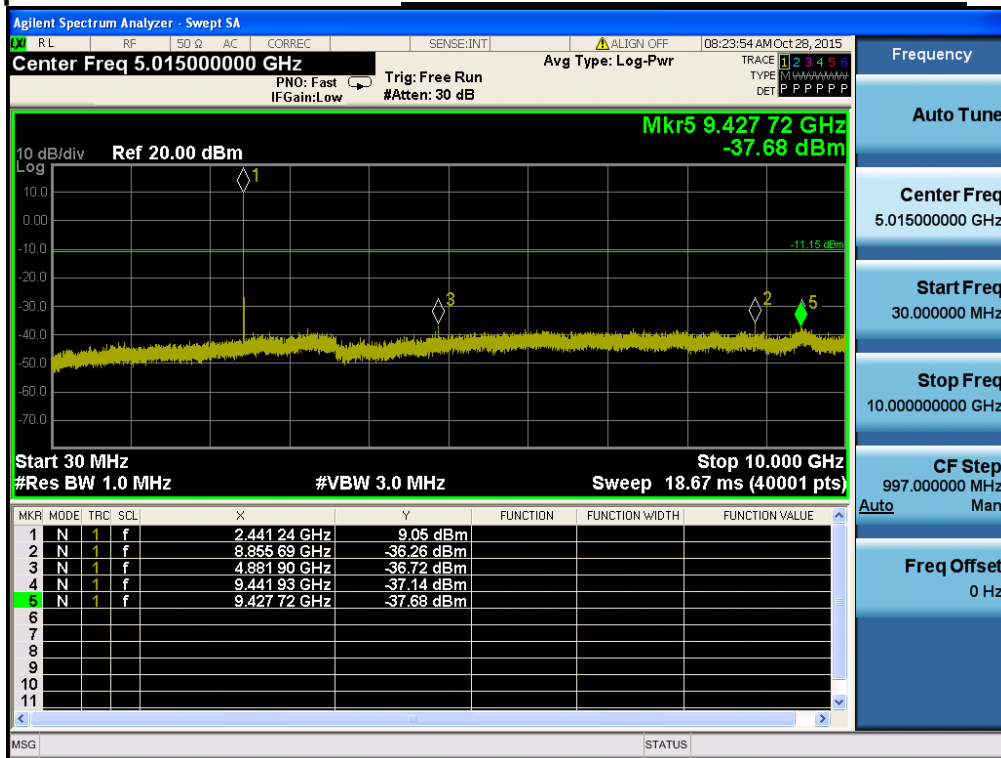 Agilent Spectrum Analyzer - Swept SA
LXI RL RF 50 Ω AC CORREC SENSE:INT ALIGN OFF 08:23:54 AM Oct 28, 2015
Center Freq 5.015000000 GHz
PNO: Fast
IFGain:Low
Trig: Free Run
#Atten: 30 dB
Avg Type: Log-Pwr
TRACE 1 2 3 4 5 6
TYPE M WWWWW
DET P P P P P P
Mkr5 9.427 72 GHz
-37.68 dBm
10 dB/div Ref 20.00 dBm
Log
10.0
0.00
-10.0
-20.0
-30.0
-40.0
-50.0
-60.0
-70.0
1
3
2
5
-11.15 dBm
Start 30 MHz Stop 10.000 GHz
#Res BW 1.0 MHz #VBW 3.0 MHz Sweep 18.67 ms (40001 pts)
MKR MODE TRC SCL X Y FUNCTION FUNCTION WIDTH FUNCTION VALUE
1 N 1 f 2.441 24 GHz 9.05 dBm
2 N 1 f 8.855 69 GHz -36.26 dBm
3 N 1 f 4.881 90 GHz -36.72 dBm
4 N 1 f 9.441 93 GHz -37.14 dBm
5 N 1 f 9.427 72 GHz -37.68 dBm
6
7
8
9
10
11
MSG STATUS
Frequency
Auto Tune
Center Freq
5.015000000 GHz
Start Freq
30.000000 MHz
Stop Freq
10.000000000 GHz
CF Step
997.000000 MHz
Auto Man
Freq Offset
0 Hz